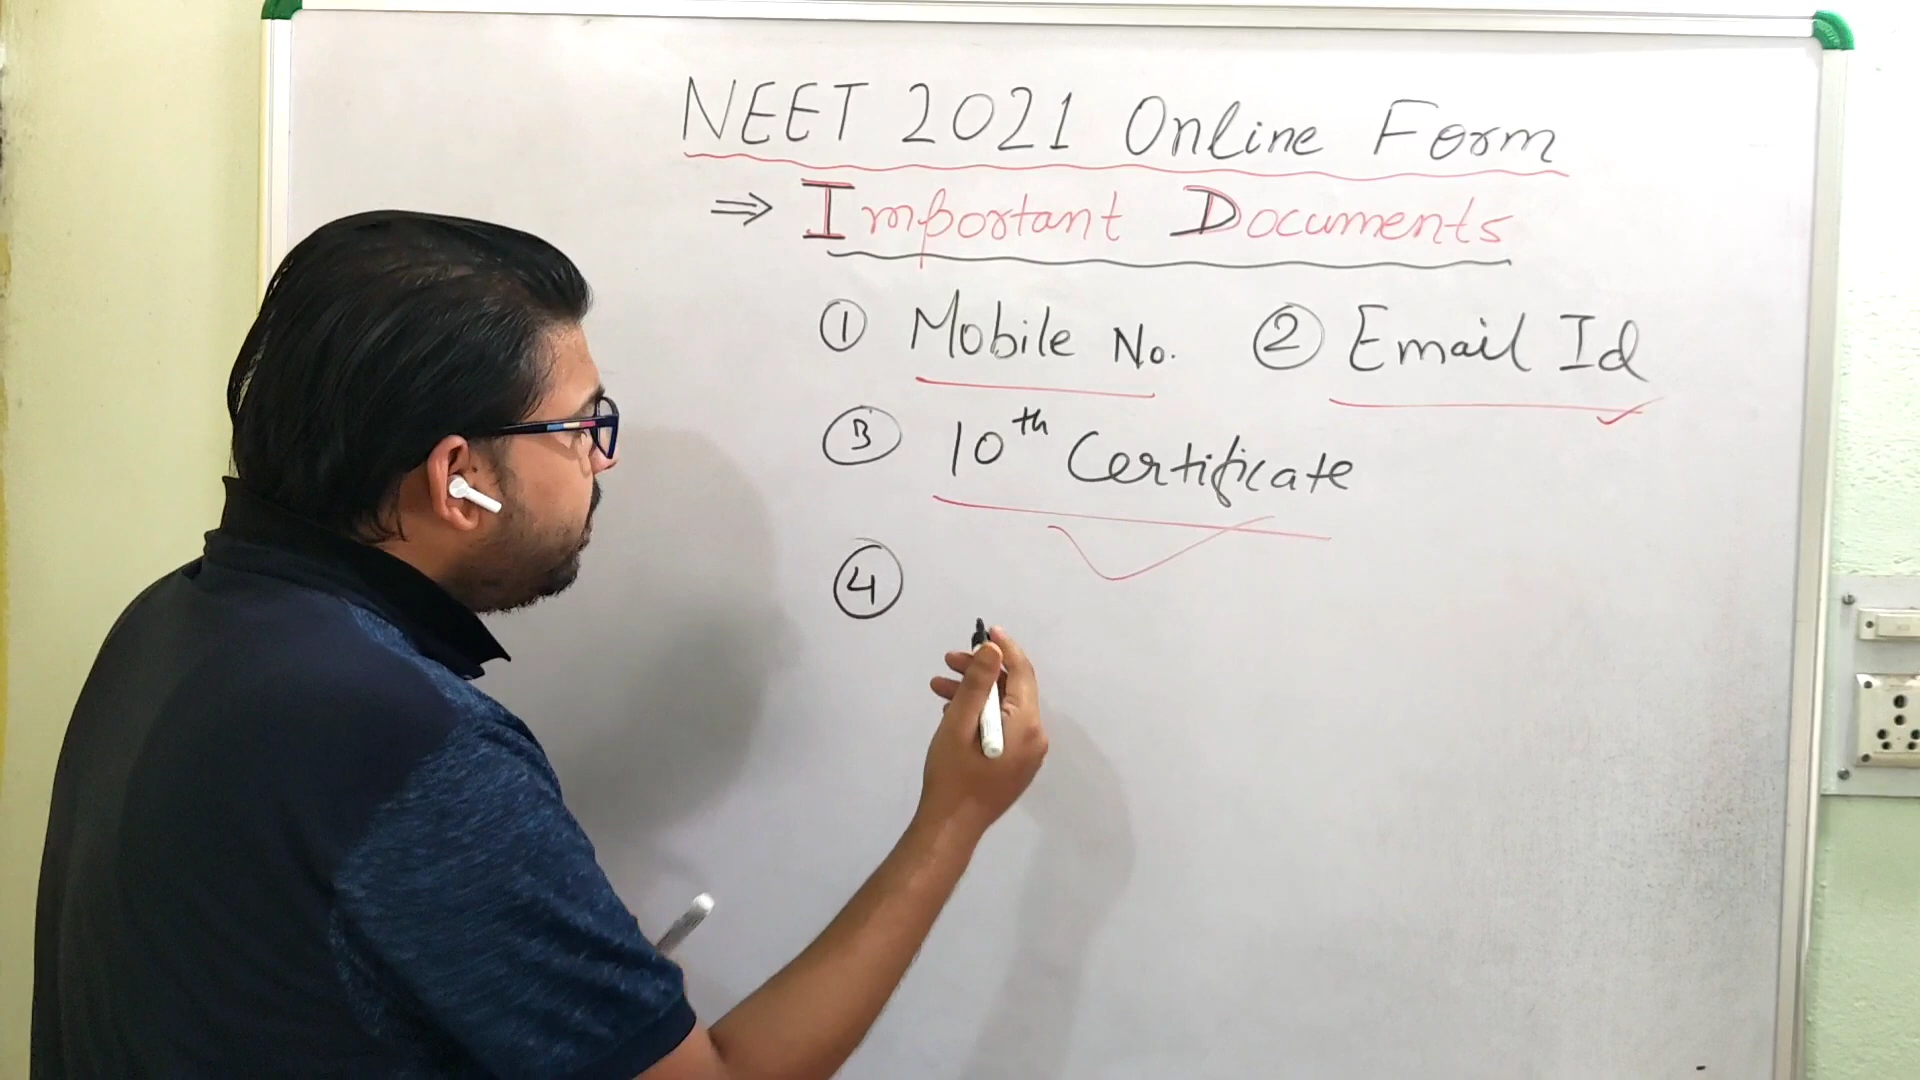 NEET 2021 Online Form
⇒ Important Documents
① Mobile No. ② Email Id
③ 10th Certificate
④